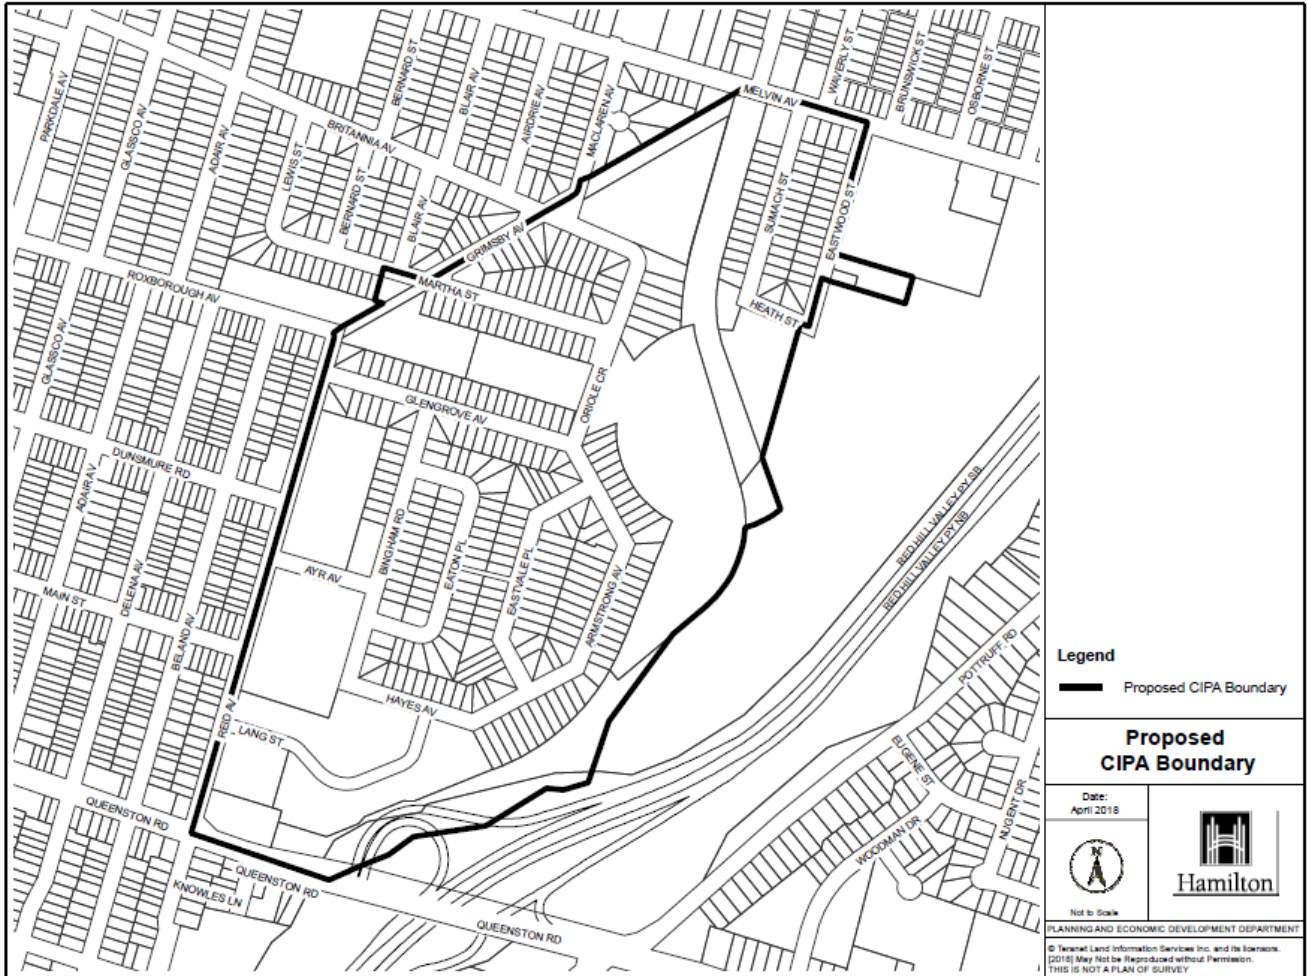 PARKDALE AV
GLASSCO AV
ADAIR AV
LEWIS ST
BERNARD ST
BRITANNIA AV
BERNARD ST
BLAIR AV
BLAIR AV
AIRDRIE AV
MACLAREN AV
MELVIN AV
WAVERLY ST
BRUNSWICK ST
OSBORNE ST
SUMACH ST
EASTWOOD ST
HEATH ST
GRIMSBY AV
MARTHA ST
ROXBOROUGH AV
GLASSCO AV
ORIOLE CR
GLENGROVE AV
DUNSMURE RD
ADAIR AV
BINGHAM RD
EATON PL
EASTVALE PL
ARMSTRONG AV
AYR AV
MAIN ST
DELENA AV
BELAND AV
REID AV
HAYES AV
LANG ST
RED HILL VALLEY PY SB
RED HILL VALLEY PY NB
POTTRUFF RD
EUGENE ST
NUGENT DR
WOODMAN DR
QUEENSTON RD
KNOWLES LN
QUEENSTON RD
QUEENSTON RD
Legend
Proposed CIPA Boundary
Proposed
CIPA Boundary
Date:
April 2018
N
Not to Scale
Hamilton
PLANNING AND ECONOMIC DEVELOPMENT DEPARTMENT
© Teranet Land Information Services Inc. and its licensors.
[2018] May Not be Reproduced without Permission.
THIS IS NOT A PLAN OF SURVEY